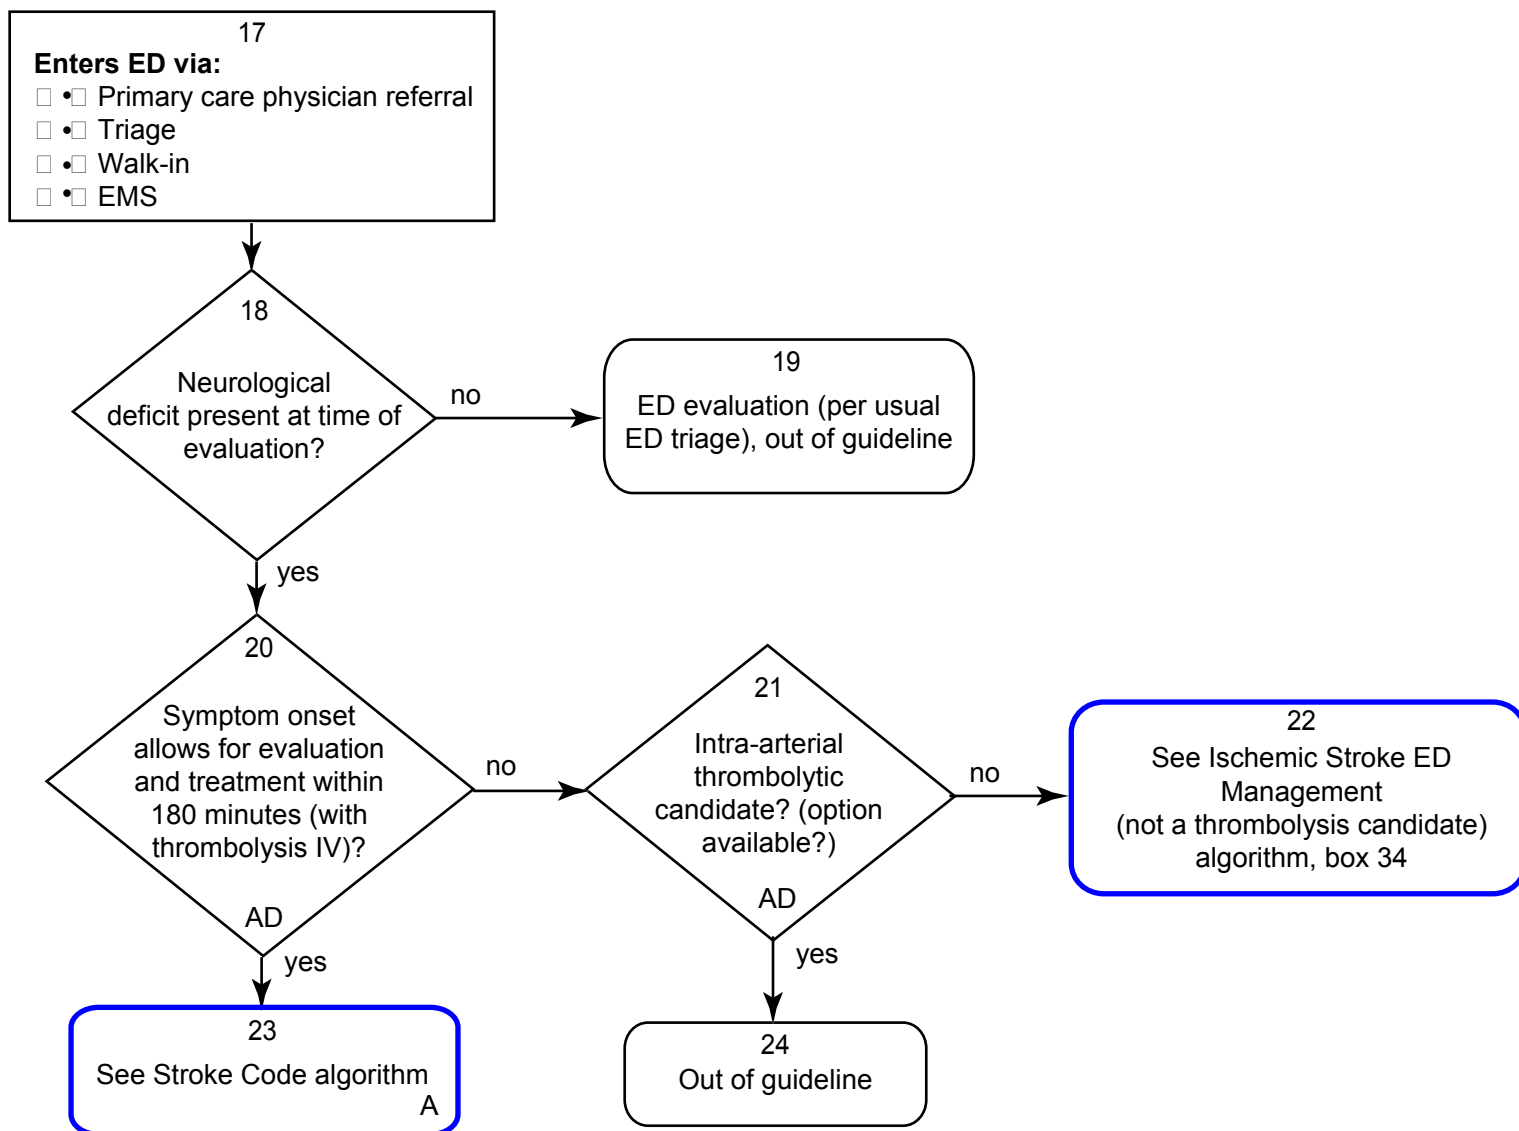 17
Enters ED via:
• Primary care physician referral
• Triage
• Walk-in
• EMS
18
Neurological
deficit present at time of
evaluation?
no
19
ED evaluation (per usual
ED triage), out of guideline
yes
20
Symptom onset
allows for evaluation
and treatment within
180 minutes (with
thrombolysis IV)?
AD
no
21
Intra-arterial
thrombolytic
candidate? (option
available?)
AD
no
22
See Ischemic Stroke ED
Management
(not a thrombolysis candidate)
algorithm, box 34
yes
23
See Stroke Code algorithm
A
yes
24
Out of guideline